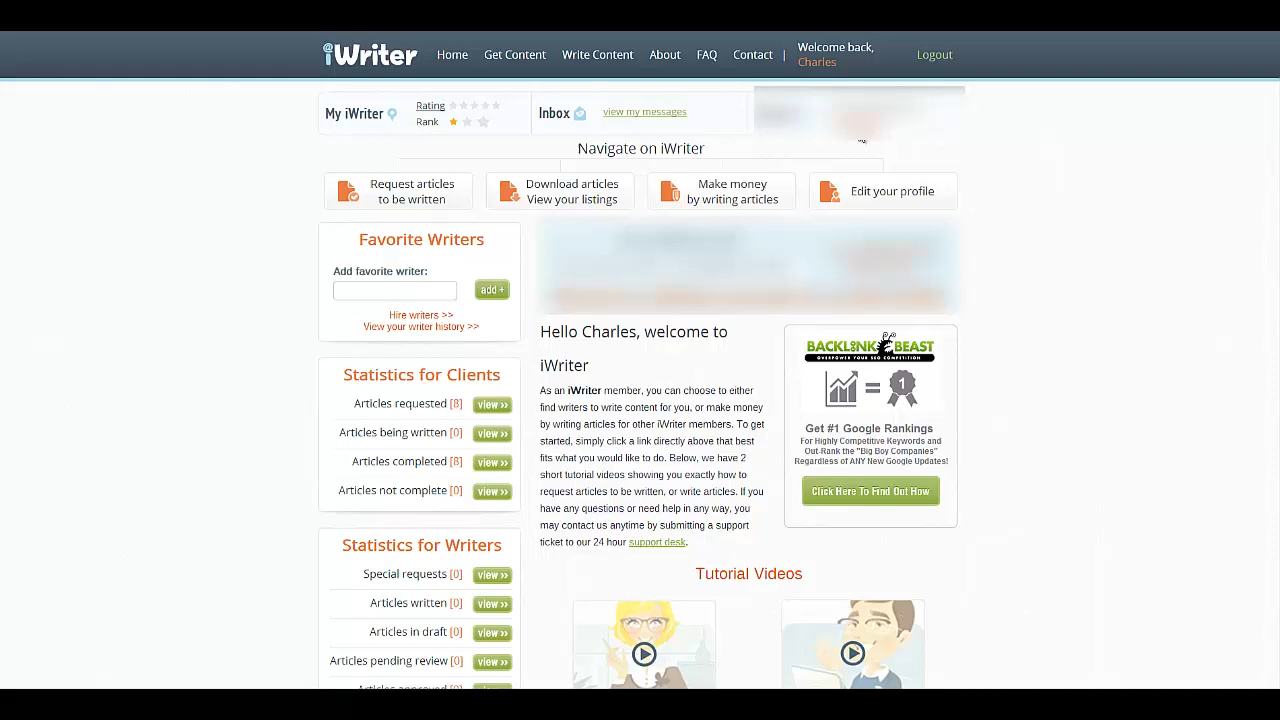 @iWriter Home Get Content Write Content About FAQ Contact | Welcome back,
Charles
Logout
My iWriter
Rating
Rank
Inbox view my messages
Navigate on iWriter
Request articles
to be written
Download articles
View your listings
Make money
by writing articles
Edit your profile
Favorite Writers
Add favorite writer:
add +
Hire writers >>
View your writer history >>
Statistics for Clients
Articles requested [8] view >>
Articles being written [0] view >>
Articles completed [8] view >>
Articles not complete [0] view >>
Statistics for Writers
Special requests [0] view >>
Articles written [0] view >>
Articles in draft [0] view >>
Articles pending review [0] view >>
Hello Charles, welcome to
iWriter
As an iWriter member, you can choose to either
find writers to write content for you, or make money
by writing articles for other iWriter members. To get
started, simply click a link directly above that best
fits what you would like to do. Below, we have 2
short tutorial videos showing you exactly how to
request articles to be written, or write articles. If you
have any questions or need help in any way, you
may contact us anytime by submitting a support
ticket to our 24 hour support desk.
BACKLINK BEAST
OVERPOWER YOUR SEO COMPETITION
= 1
Get #1 Google Rankings
For Highly Competitive Keywords and
Out-Rank the "Big Boy Companies"
Regardless of ANY New Google Updates!
Click Here To Find Out How
Tutorial Videos